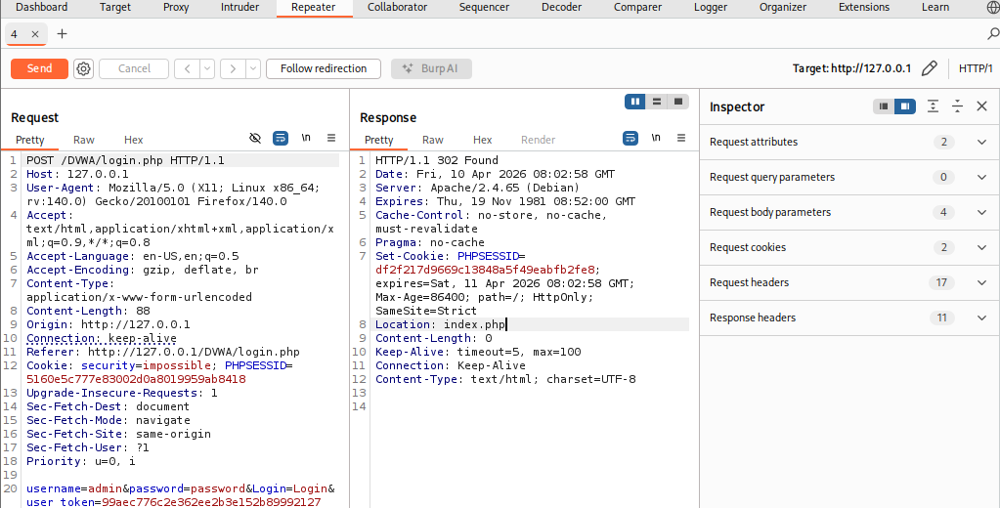 Dashboard Target Proxy Intruder Repeater Collaborator Sequencer Decoder Comparer Logger Organizer Extensions Learn
4 × +
Send Cancel < > Follow redirection Burp AI Target: http://127.0.0.1 HTTP/1
Request
Pretty Raw Hex \n
1 POST /DVWA/login.php HTTP/1.1
2 Host: 127.0.0.1
3 User-Agent: Mozilla/5.0 (X11; Linux x86_64;
rv:140.0) Gecko/20100101 Firefox/140.0
4 Accept:
text/html,application/xhtml+xml,application/x
ml;q=0.9,*/*;q=0.8
5 Accept-Language: en-US,en;q=0.5
6 Accept-Encoding: gzip, deflate, br
7 Content-Type:
application/x-www-form-urlencoded
8 Content-Length: 88
9 Origin: http://127.0.0.1
10 Connection: keep-alive
11 Referer: http://127.0.0.1/DVWA/login.php
12 Cookie: security=impossible; PHPSESSID=
5160e5c777e83002d0a8019959ab8418
13 Upgrade-Insecure-Requests: 1
14 Sec-Fetch-Dest: document
15 Sec-Fetch-Mode: navigate
16 Sec-Fetch-Site: same-origin
17 Sec-Fetch-User: ?1
18 Priority: u=0, i
19
20 username=admin&password=password&Login=Login&
user_token=99aec776c2e362ee2b3e152b89992127
Response
Pretty Raw Hex Render \n
1 HTTP/1.1 302 Found
2 Date: Fri, 10 Apr 2026 08:02:58 GMT
3 Server: Apache/2.4.65 (Debian)
4 Expires: Thu, 19 Nov 1981 08:52:00 GMT
5 Cache-Control: no-store, no-cache,
must-revalidate
6 Pragma: no-cache
7 Set-Cookie: PHPSESSID=
df2f217d9669c13848a5f49eabfb2fe8;
expires=Sat, 11 Apr 2026 08:02:58 GMT;
Max-Age=86400; path=/; HttpOnly;
SameSite=Strict
8 Location: index.php
9 Content-Length: 0
10 Keep-Alive: timeout=5, max=100
11 Connection: Keep-Alive
12 Content-Type: text/html; charset=UTF-8
13
14
Inspector
Request attributes 2
Request query parameters 0
Request body parameters 4
Request cookies 2
Request headers 17
Response headers 11